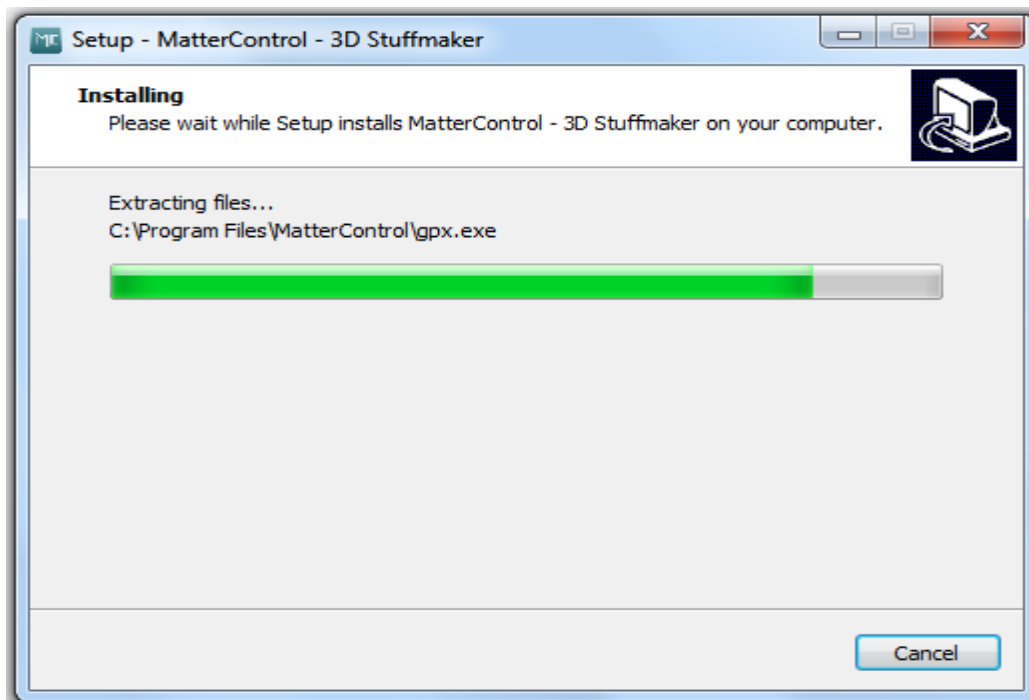 MC Setup - MatterControl - 3D Stuffmaker
Installing
Please wait while Setup installs MatterControl - 3D Stuffmaker on your computer.
Extracting files...
C:\Program Files\MatterControl\gpx.exe
Cancel